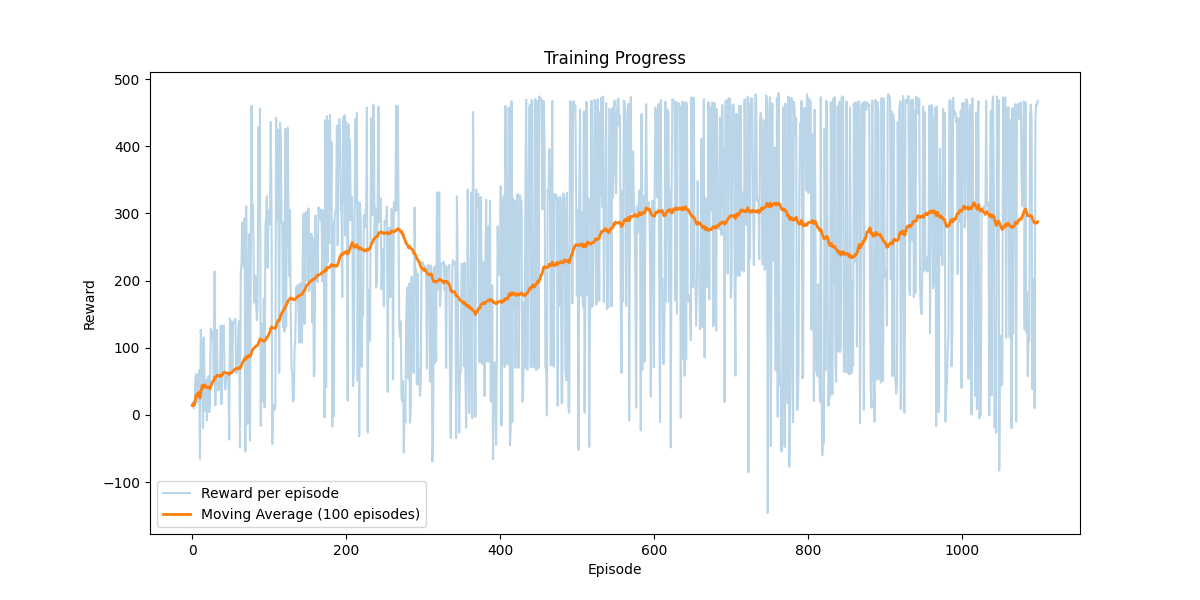 Training Progress
500
400
300
200
100
0
−100
Reward
Reward per episode
Moving Average (100 episodes)
0
200
400
600
800
1000
Episode